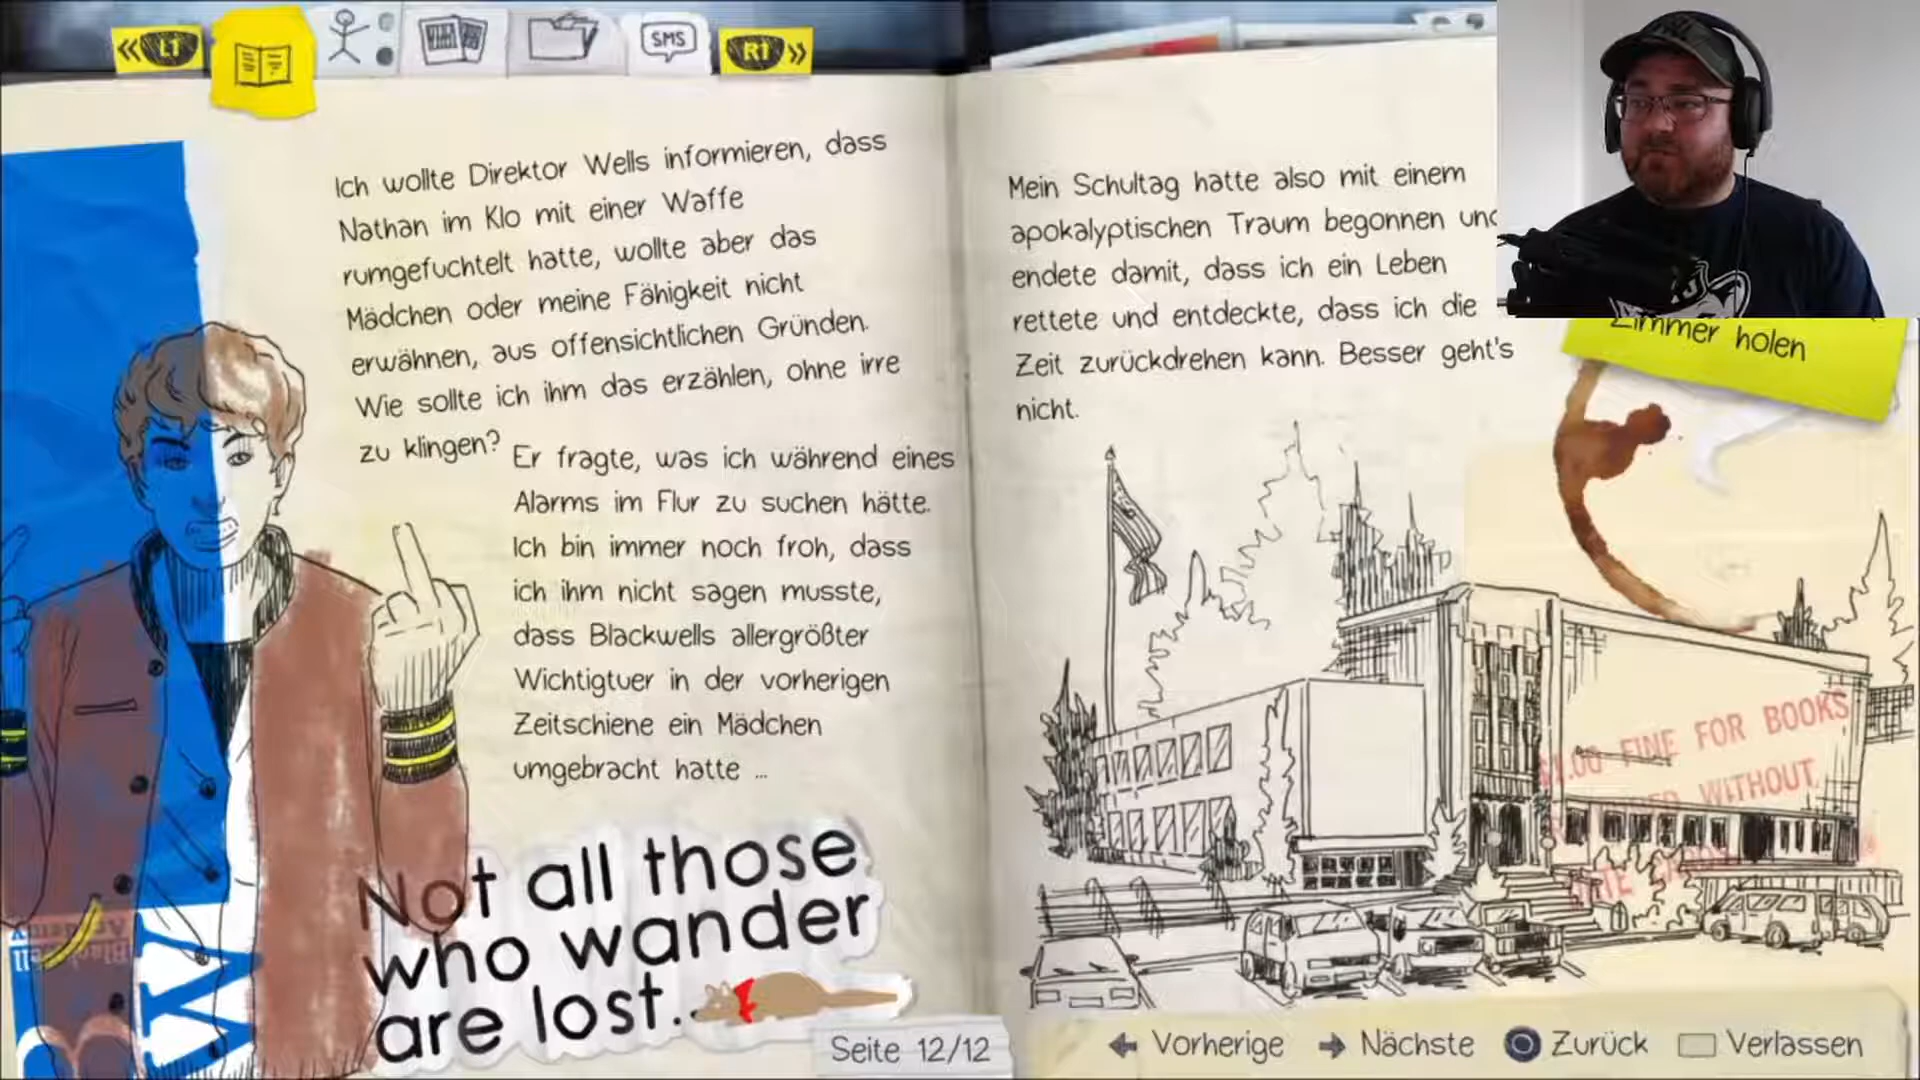 L1
SMS
R1
Ich wollte Direktor Wells informieren, dass
Nathan im Klo mit einer Waffe
rumgefuchtelt hatte, wollte aber das
Mädchen oder meine Fähigkeit nicht
erwähnen, aus offensichtlichen Gründen.
Wie sollte ich ihm das erzählen, ohne irre
zu klingen?
Er fragte, was ich während eines
Alarms im Flur zu suchen hätte.
Ich bin immer noch froh, dass
ich ihm nicht sagen musste,
dass Blackwells allergrößter
Wichtigtuer in der vorherigen
Zeitschiene ein Mädchen
umgebracht hatte ...
Not all those
who wander
are lost.
Seite 12/12
Mein Schultag hatte also mit einem
apokalyptischen Traum begonnen und
endete damit, dass ich ein Leben
rettete und entdeckte, dass ich die
Zeit zurückdrehen kann. Besser geht's
nicht.
Zimmer holen
FINE FOR BOOKS
WITHOUT
Vorherige
Nächste
Zurück
Verlassen